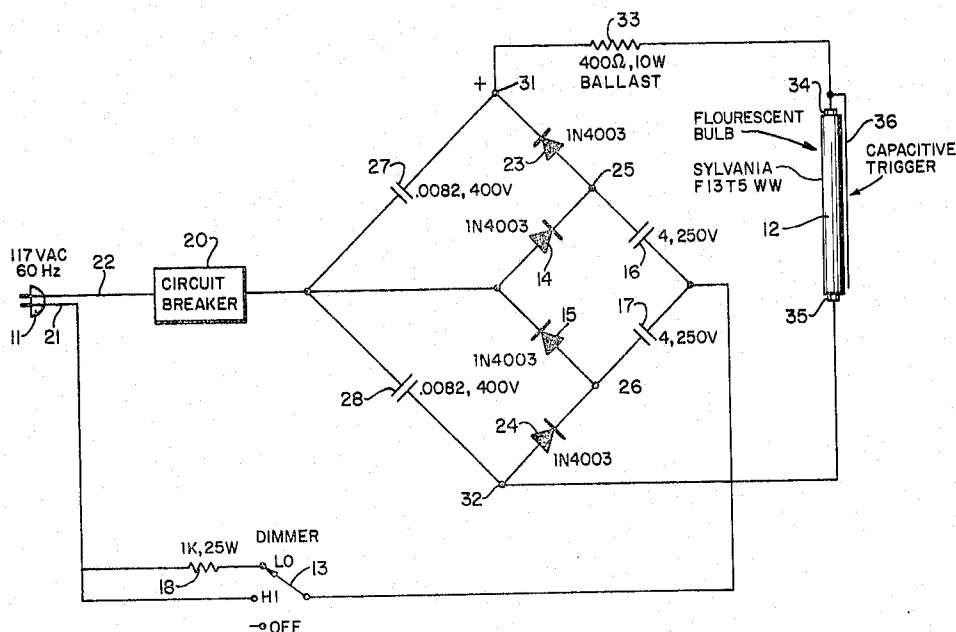 33
400Ω, 10W
BALLAST
+
31
34
1N4003
23
FLOURESCENT
BULB
36
CAPACITIVE
TRIGGER
27
.0082, 400V
25
SYLVANIA
F13T5 WW
12
1N4003
14
4, 250V
16
117 VAC
60 Hz
22
20
CIRCUIT
BREAKER
11
21
15
1N4003
17
4, 250V
35
28
.0082, 400V
26
24
1N4003
32
DIMMER
1K, 25W
LO
13
18
HI
OFF